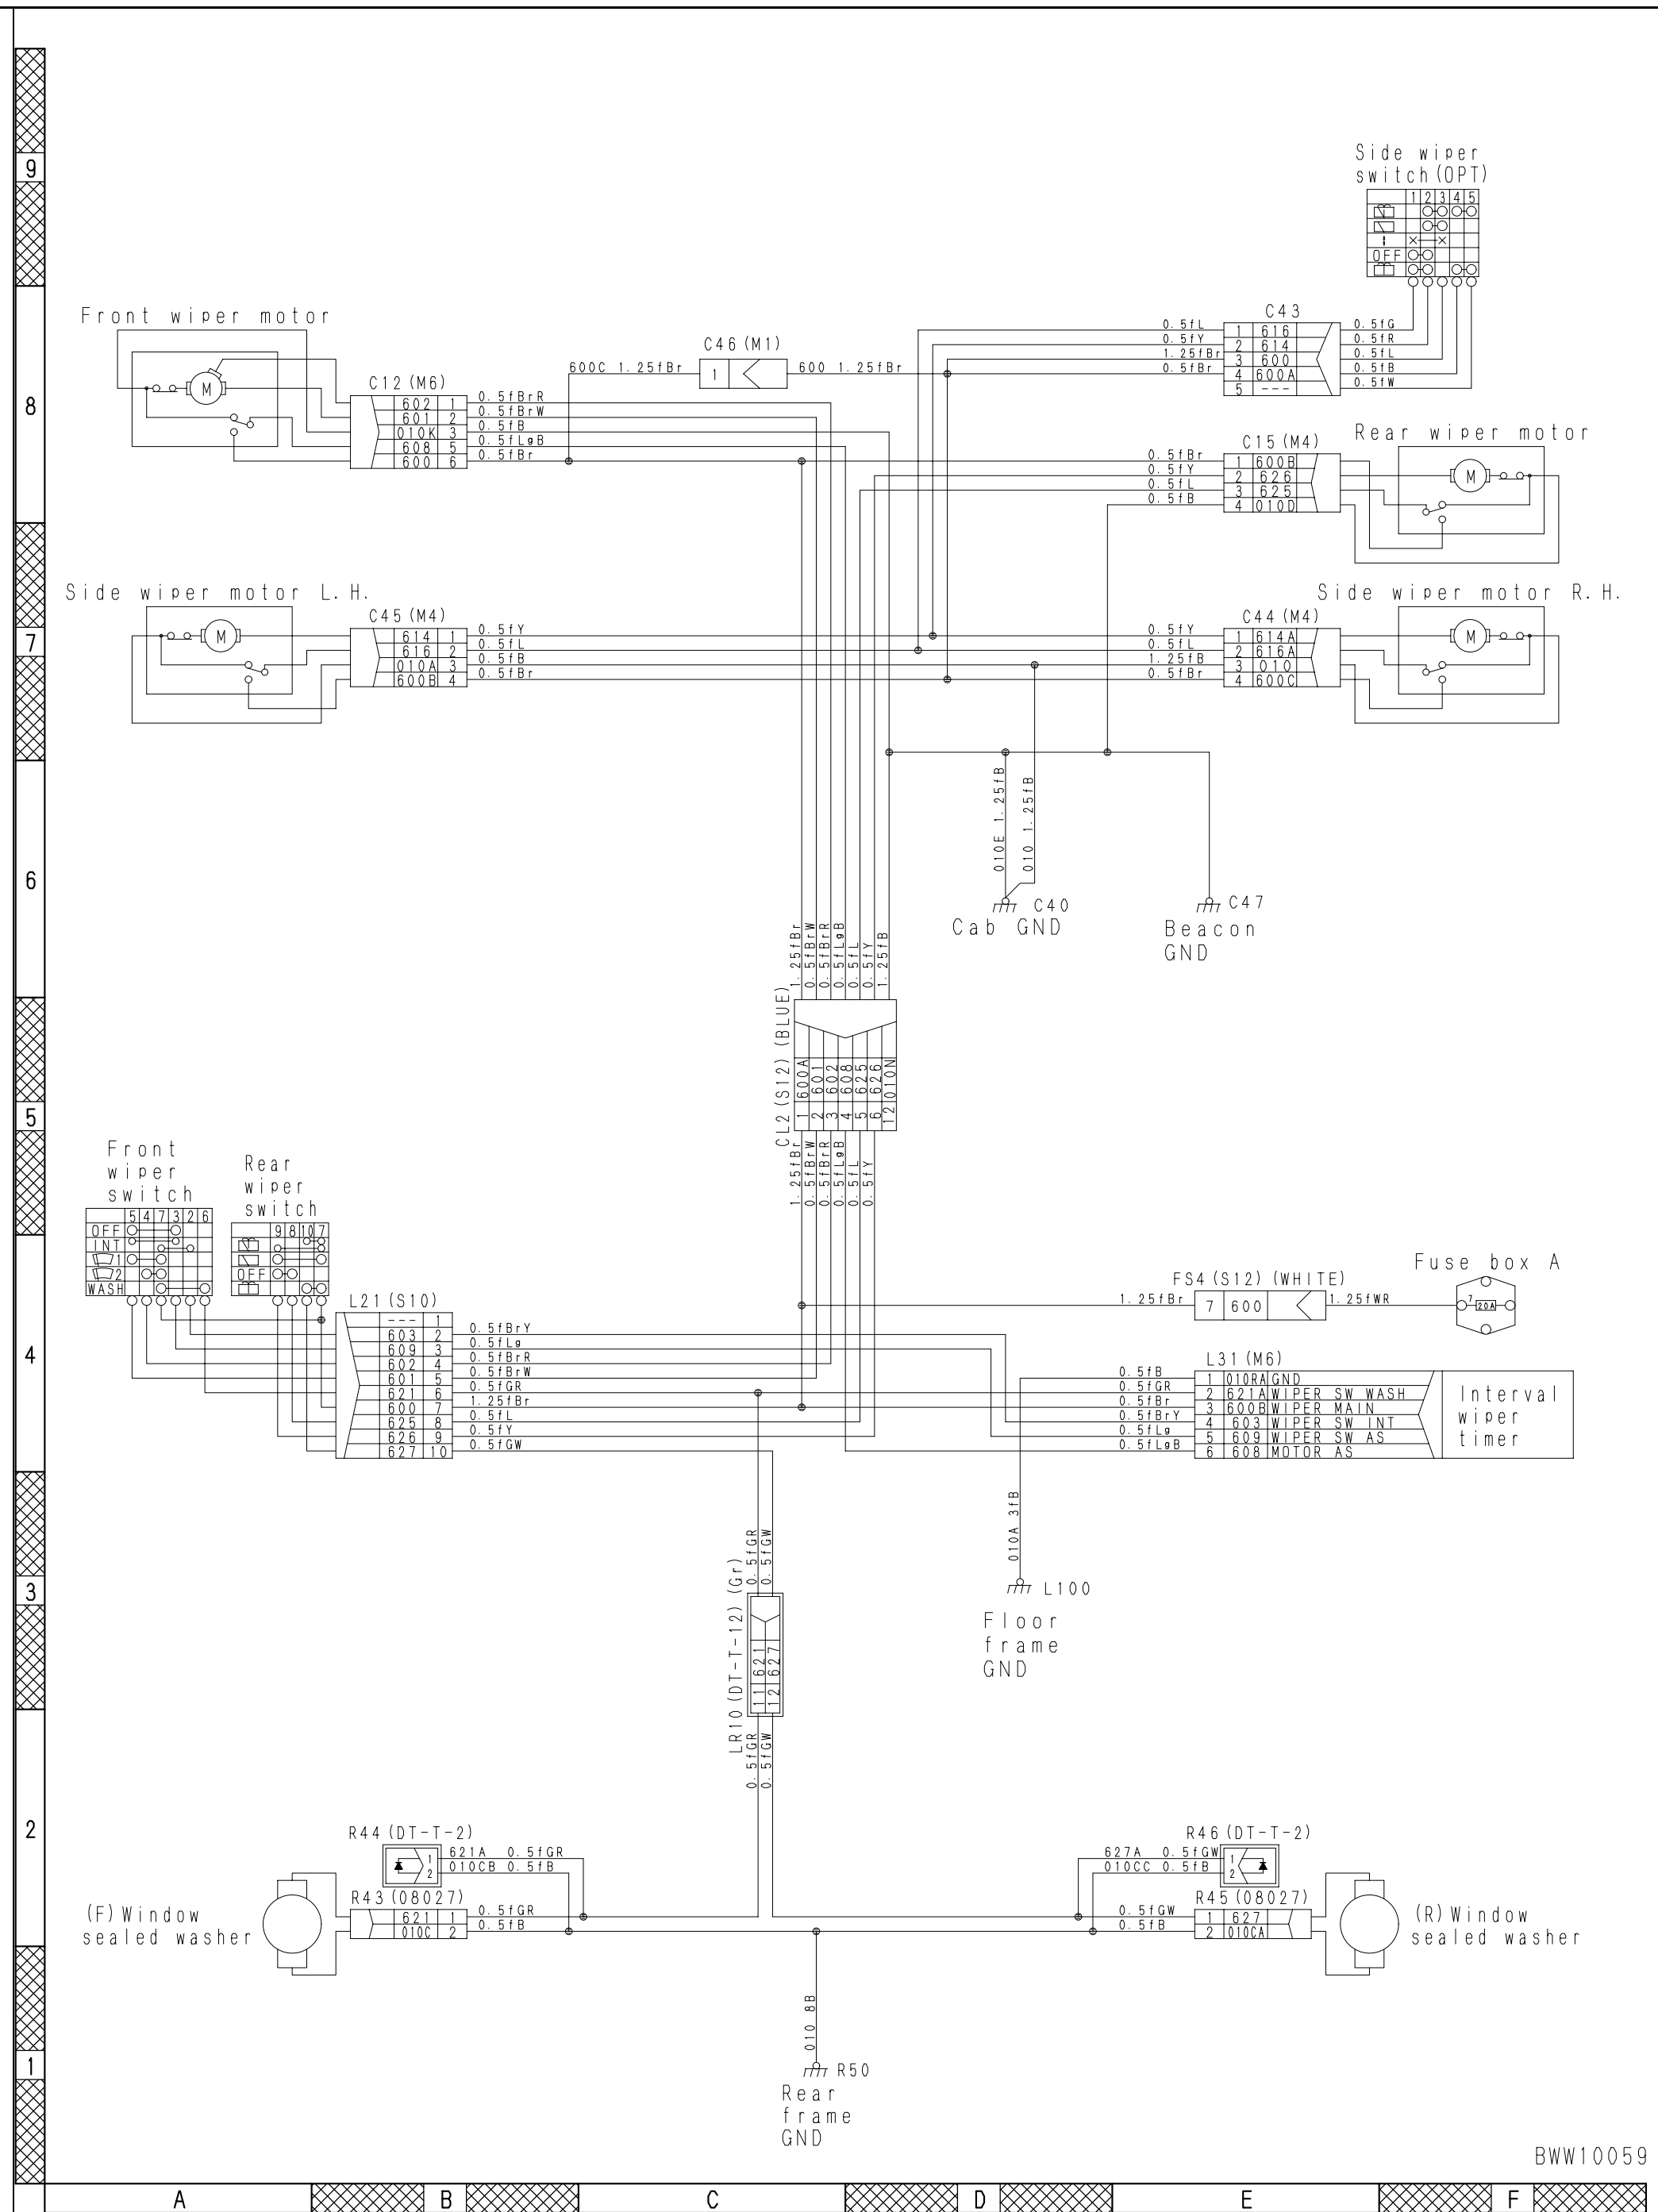 9
Side wiper
switch(OPT)
1 2 3 4 5
OFF
Front wiper motor
M
C12(M6)
602 1 0.5fBrR
601 2 0.5fBrW
010K 3 0.5fB
608 5 0.5fLgB
600 6 0.5fBr
600C 1.25fBr
C46(M1)
1
600 1.25fBr
C43
0.5fL 1 616 0.5fG
0.5fY 2 614 0.5fR
1.25fBr 3 600 0.5fL
0.5fBr 4 600A 0.5fB
5 --- 0.5fW
8
C15(M4)
Rear wiper motor
0.5fBr 1 600B
0.5fY 2 626
0.5fL 3 625
0.5fB 4 010D
M
Side wiper motor L.H.
M
C45(M4)
614 1 0.5fY
616 2 0.5fL
010A 3 0.5fB
600B 4 0.5fBr
7
Side wiper motor R.H.
C44(M4)
0.5fY 1 614A
0.5fL 2 616A
1.25fB 3 010
0.5fBr 4 600C
M
010E 1.25fB
010 1.25fB
6
C40
Cab GND
C47
Beacon
GND
1.25fBr
0.5fBrW
0.5fBrR
0.5fLgB
0.5fL
0.5fY
1.25fB
CL2(S12)(BLUE)
1 600A
2 601
3 602
4 608
5 625
6 626
12 010N
1.25fBr
0.5fBrW
0.5fBrR
0.5fLgB
0.5fL
0.5fY
5
Front
wiper
switch
5 4 7 3 2 6
OFF
INT
1
2
WASH
Rear
wiper
switch
9 8 10 7
OFF
L21(S10)
--- 1
603 2 0.5fBrY
609 3 0.5fLg
602 4 0.5fBrR
601 5 0.5fBrW
621 6 0.5fGR
600 7 1.25fBr
625 8 0.5fL
626 9 0.5fY
627 10 0.5fGW
4
Fuse box A
FS4(S12)(WHITE)
1.25fBr 7 600 1.25fWR
7 20A
L31(M6)
0.5fB 1 010RA GND
0.5fGR 2 621A WIPER SW WASH
0.5fBr 3 600B WIPER MAIN
0.5fBrY 4 603 WIPER SW INT
0.5fLg 5 609 WIPER SW AS
0.5fLgB 6 608 MOTOR AS
Interval
wiper
timer
010A 3fB
L100
Floor
frame
GND
3
0.5fGR
0.5fGW
LR10(DT-T-12)(Gr)
11 621
12 627
0.5fGR
0.5fGW
2
R44(DT-T-2)
1 621A 0.5fGR
2 010CB 0.5fB
R43(08027)
621 1 0.5fGR
010C 2 0.5fB
(F)Window
sealed washer
R46(DT-T-2)
627A 0.5fGW 1
010CC 0.5fB 2
R45(08027)
0.5fGW 1 627
0.5fB 2 010CA
(R)Window
sealed washer
010 8B
R50
Rear
frame
GND
1
BWW10059
A B C D E F